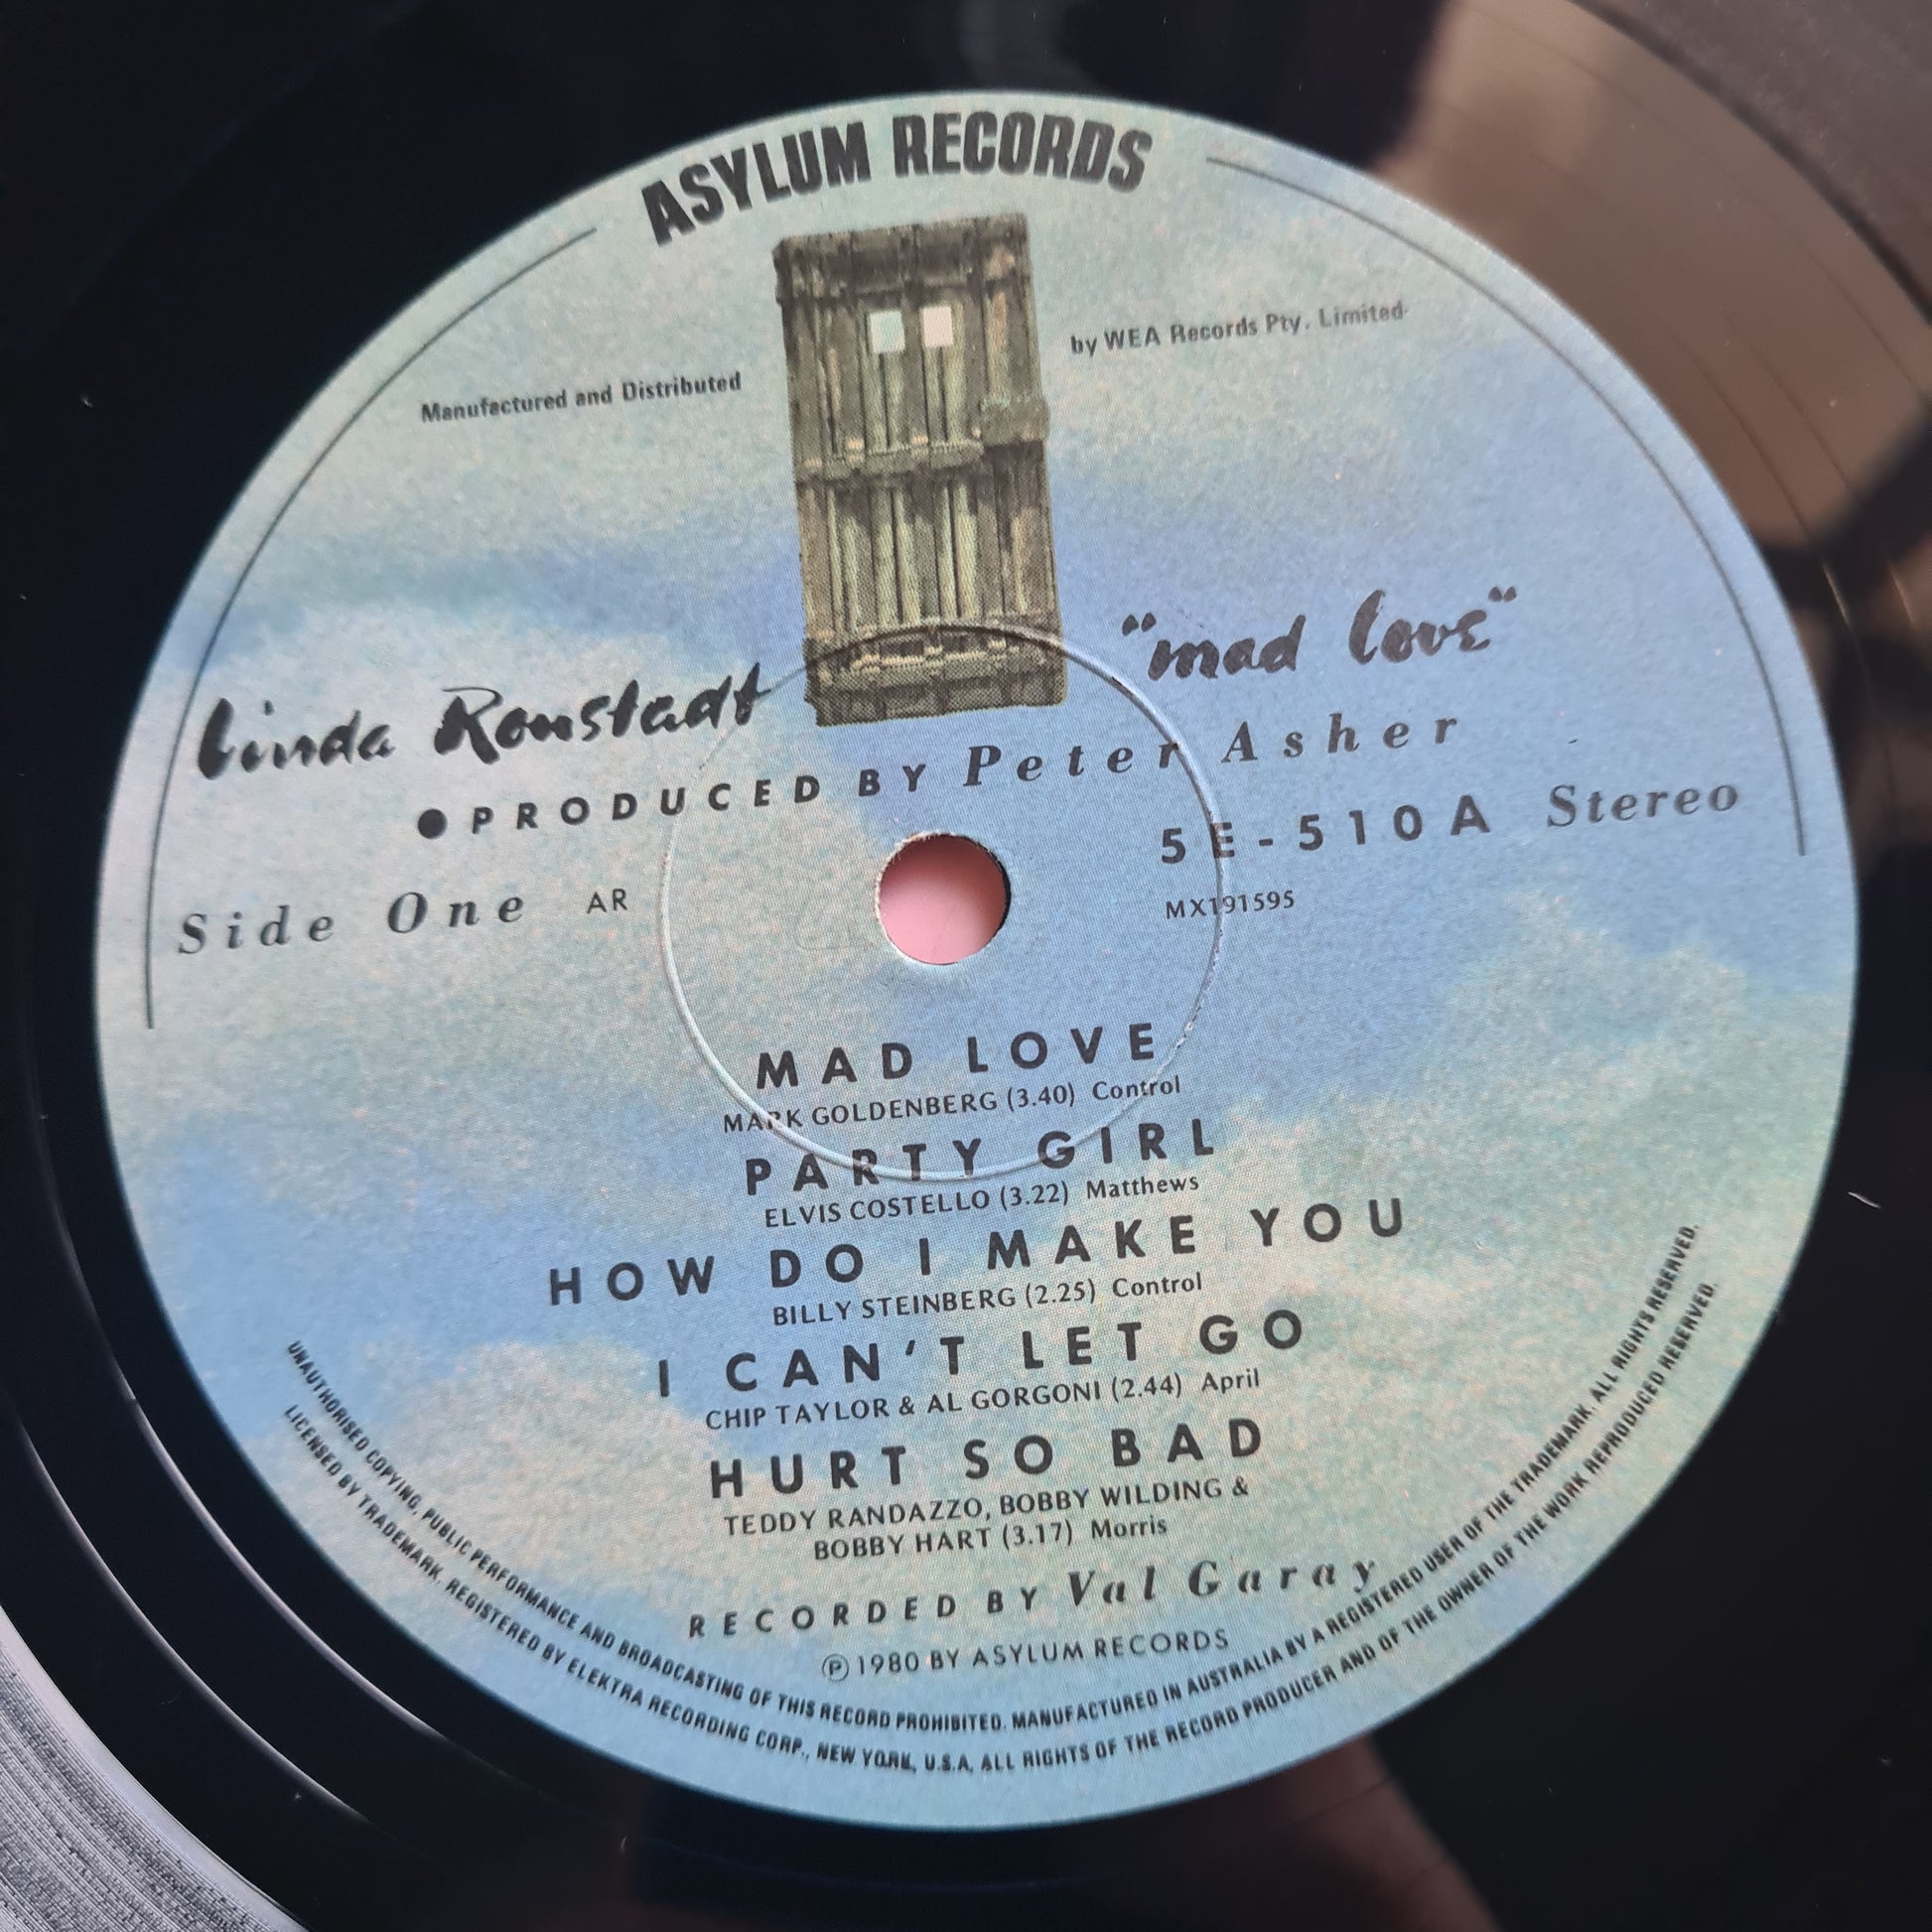 ASYLUM RECORDS
Manufactured and Distributed by WEA Records Pty. Limited.
Linda Ronstadt "mad love"
●PRODUCED BY Peter Asher
5E-510A Stereo
Side One AR MX191595
MAD LOVE
MARK GOLDENBERG (3.40) Control
PARTY GIRL
ELVIS COSTELLO (3.22) Matthews
HOW DO I MAKE YOU
BILLY STEINBERG (2.25) Control
I CAN'T LET GO
CHIP TAYLOR & AL GORGONI (2.44) April
HURT SO BAD
TEDDY RANDAZZO, BOBBY WILDING &
BOBBY HART (3.17) Morris
RECORDED BY Val Garay
Ⓟ1980 BY ASYLUM RECORDS
UNAUTHORISED COPYING, PUBLIC PERFORMANCE AND BROADCASTING OF THIS RECORD PROHIBITED. MANUFACTURED IN AUSTRALIA BY A REGISTERED USER OF THE TRADEMARK. ALL RIGHTS RESERVED.
LICENSED BY TRADEMARK. REGISTERED BY ELEKTRA RECORDING CORP., NEW YORK, U.S.A. ALL RIGHTS OF THE RECORD PRODUCER AND OF THE OWNER OF THE WORK REPRODUCED RESERVED.